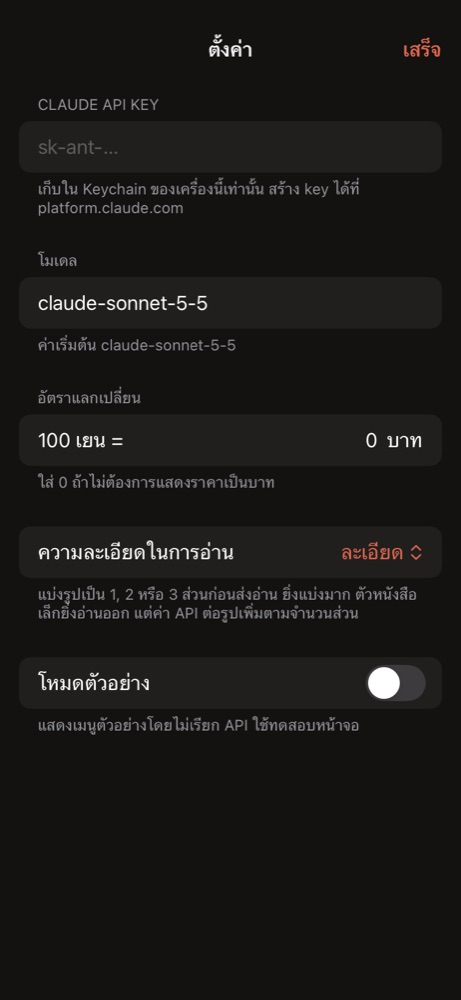 ตั้งค่า
เสร็จ
CLAUDE API KEY
sk-ant-...
เก็บใน Keychain ของเครื่องนี้เท่านั้น สร้าง key ได้ที่
platform.claude.com
โมเดล
claude-sonnet-5-5
ค่าเริ่มต้น claude-sonnet-5-5
อัตราแลกเปลี่ยน
100 เยน = 0 บาท
ใส่ 0 ถ้าไม่ต้องการแสดงราคาเป็นบาท
ความละเอียดในการอ่าน ละเอียด
แบ่งรูปเป็น 1, 2 หรือ 3 ส่วนก่อนส่งอ่าน ยิ่งแบ่งมาก ตัวหนังสือ
เล็กยิ่งอ่านออก แต่ค่า API ต่อรูปเพิ่มตามจำนวนส่วน
โหมดตัวอย่าง
แสดงเมนูตัวอย่างโดยไม่เรียก API ใช้ทดสอบหน้าจอ